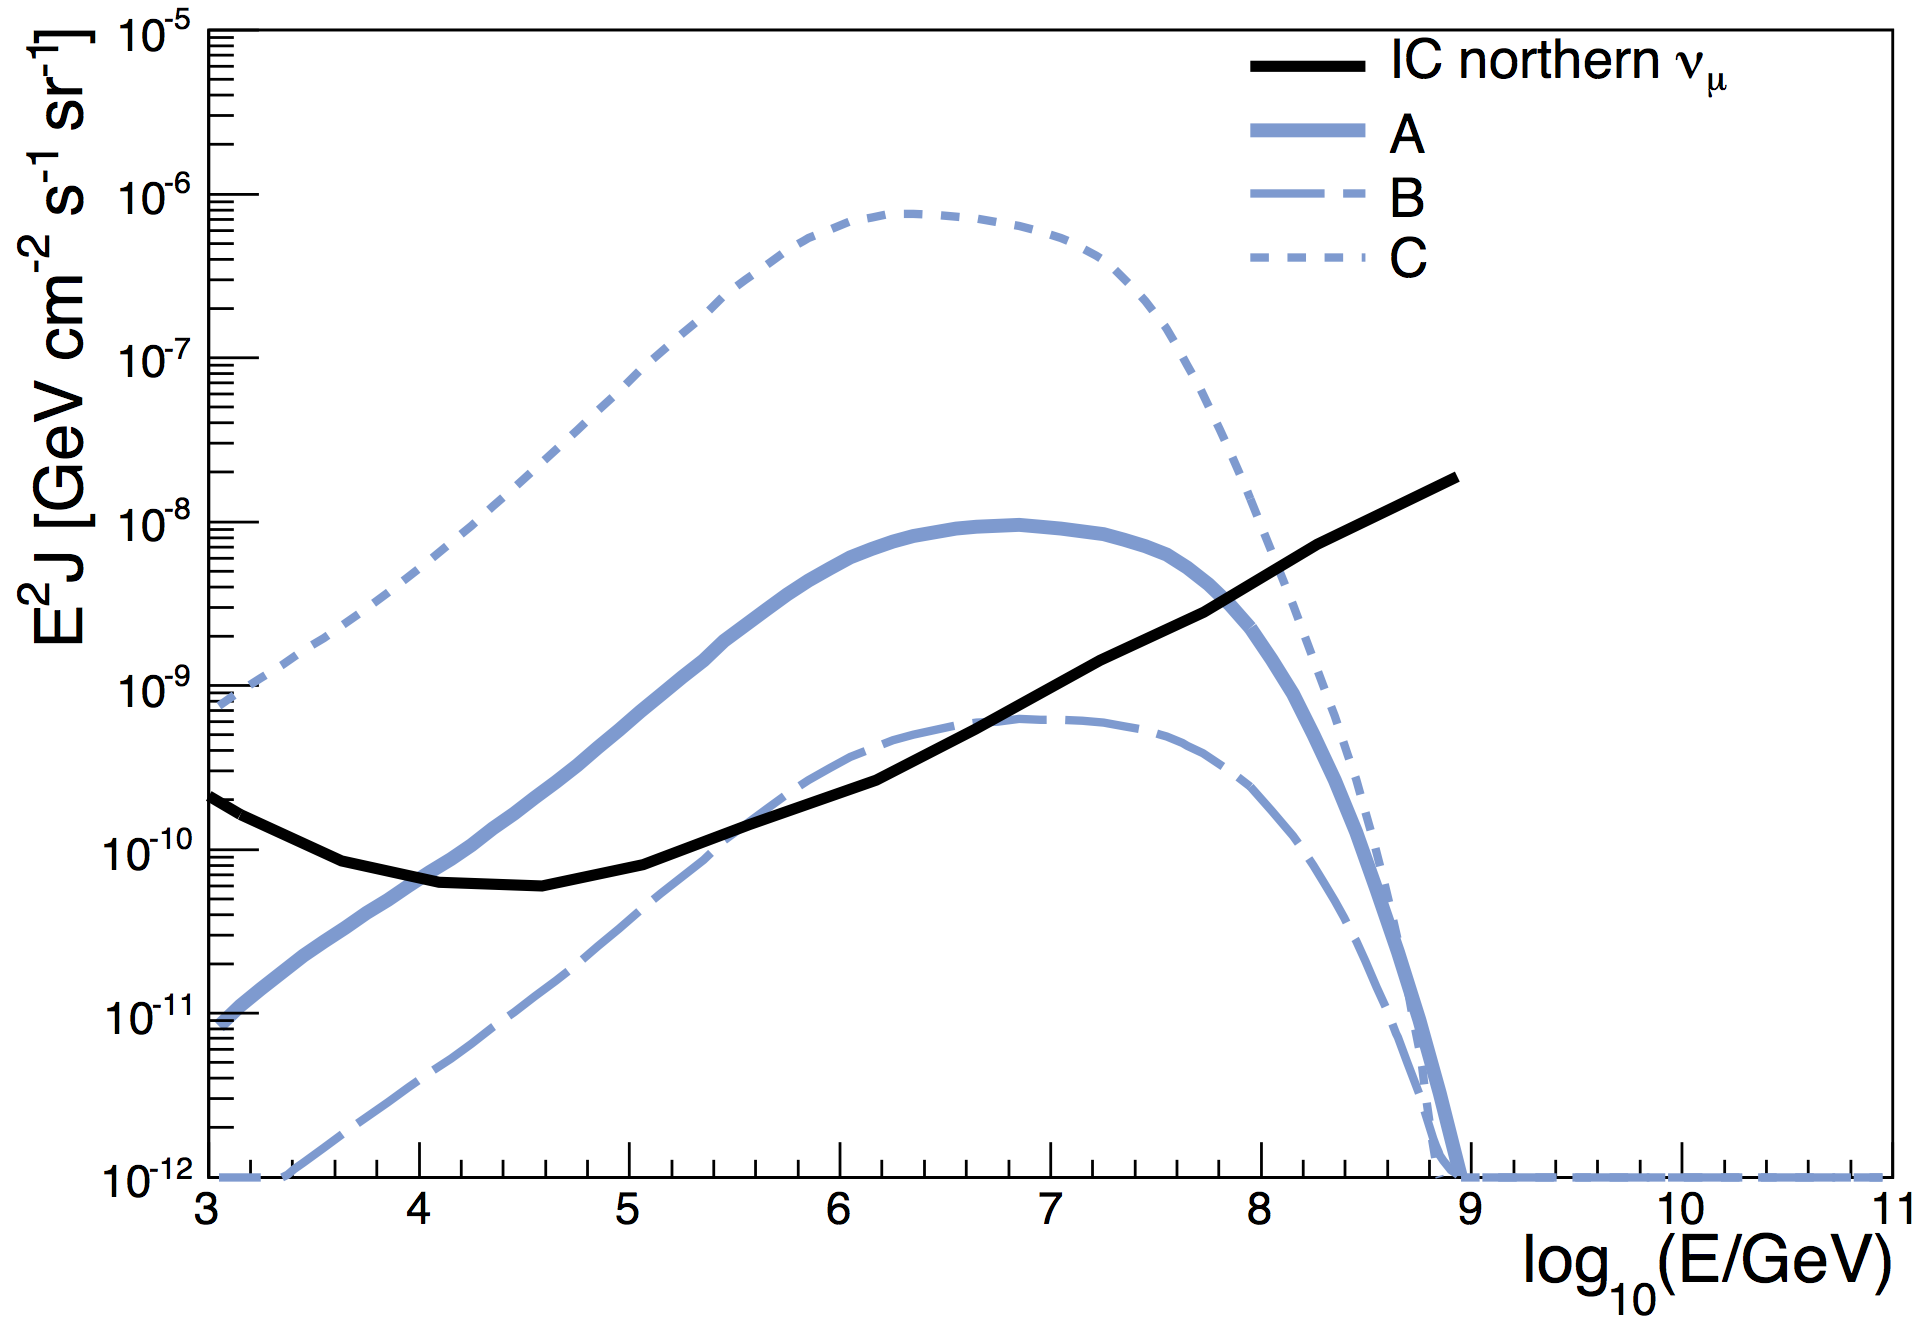 E² J [GeV cm⁻² s⁻¹ sr⁻¹]
10⁻⁵
10⁻⁶
10⁻⁷
10⁻⁸
10⁻⁹
10⁻¹⁰
10⁻¹¹
10⁻¹²
IC northern νμ
A
B
C
3 4 5 6 7 8 9 10 11
log₁₀(E/GeV)